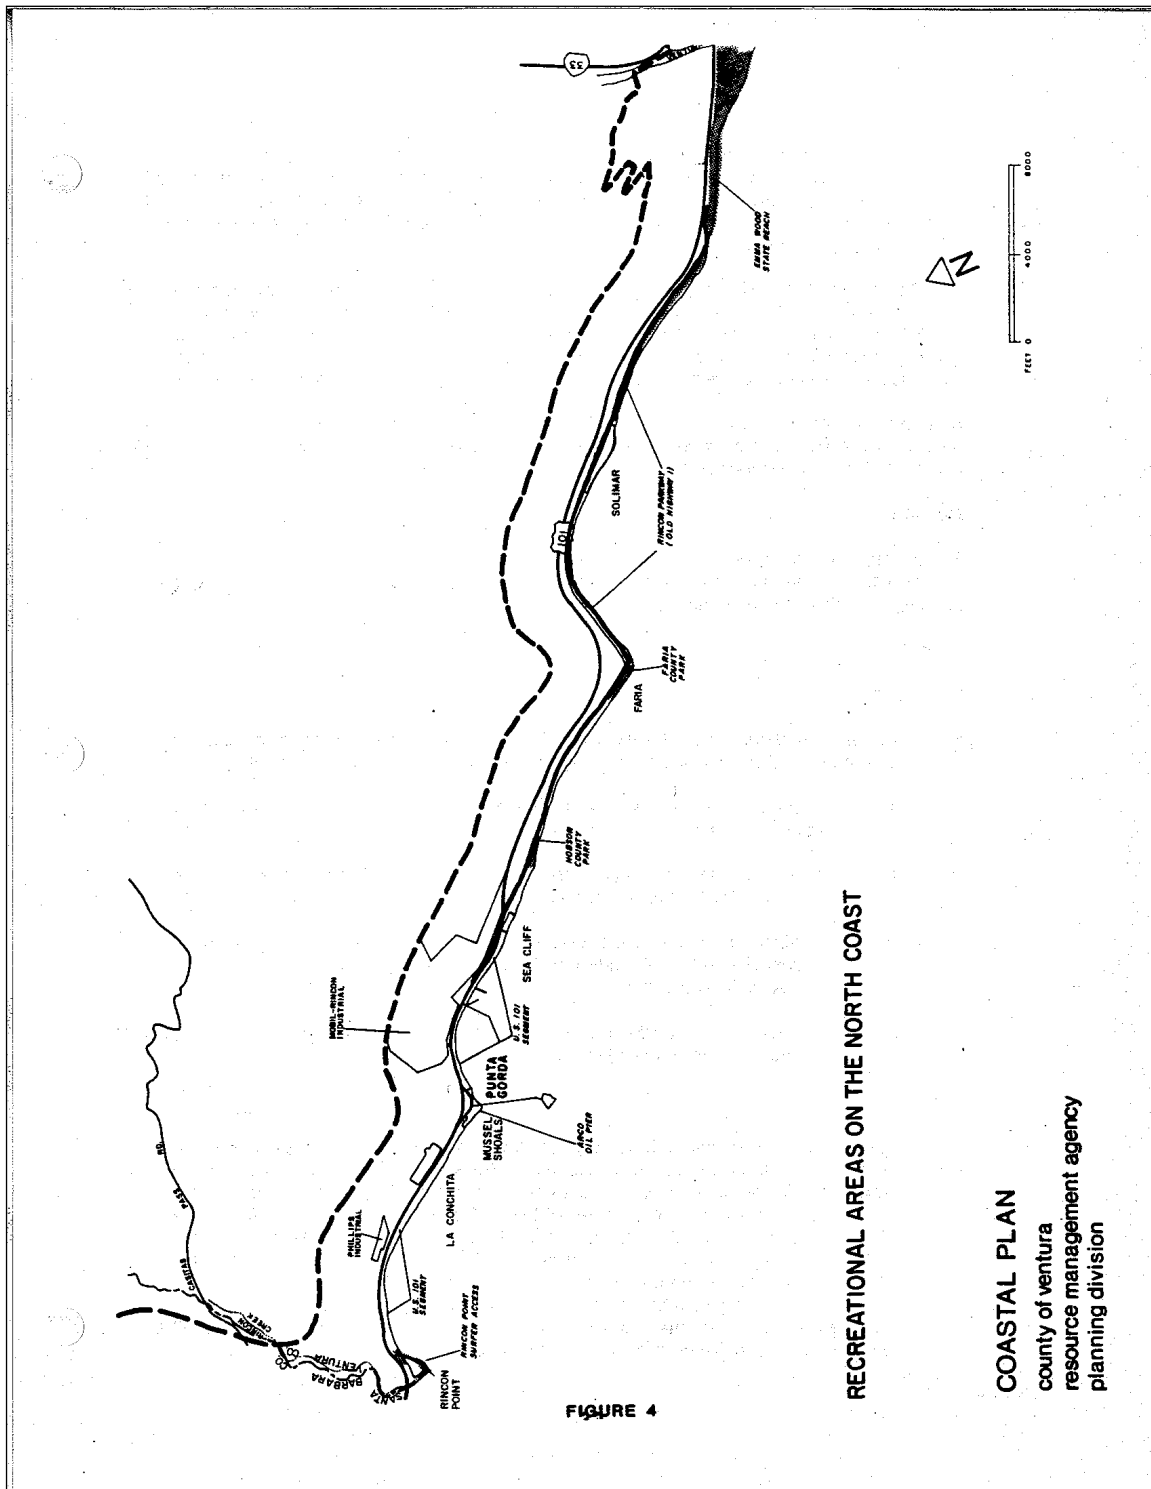 33
VENTURA
EMMA WOOD
STATE BEACH
N
FEET 0
4000
8000
SOLIMAR
RINCON PARKWAY
(OLD HIGHWAY 1)
101
FARIA
COUNTY
PARK
FARIA
HOBSON
COUNTY
PARK
SEA CLIFF
MOBIL-RINCON
INDUSTRIAL
U.S. 101
SEGMENT
PUNTA
GORDA
MUSSEL
SHOALS
ARCO
OIL PIER
LA CONCHITA
PHILLIPS
INDUSTRIAL
U.S. 101
SEGMENT
CASITAS PASS RD.
RINCON
CREEK
SANTA BARBARA CO
VENTURA CO
RINCON POINT
SURFER ACCESS
RINCON
POINT
FIGURE 4
RECREATIONAL AREAS ON THE NORTH COAST
COASTAL PLAN
county of ventura
resource management agency
planning division